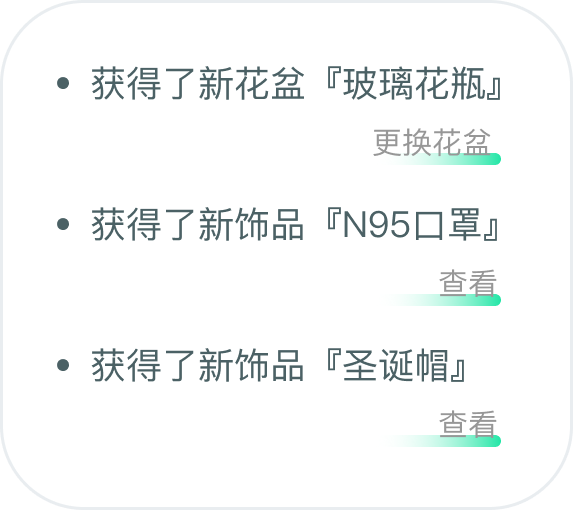 • 获得了新花盆『玻璃花瓶』
更换花盆
• 获得了新饰品『N95口罩』
查看
• 获得了新饰品『圣诞帽』
查看